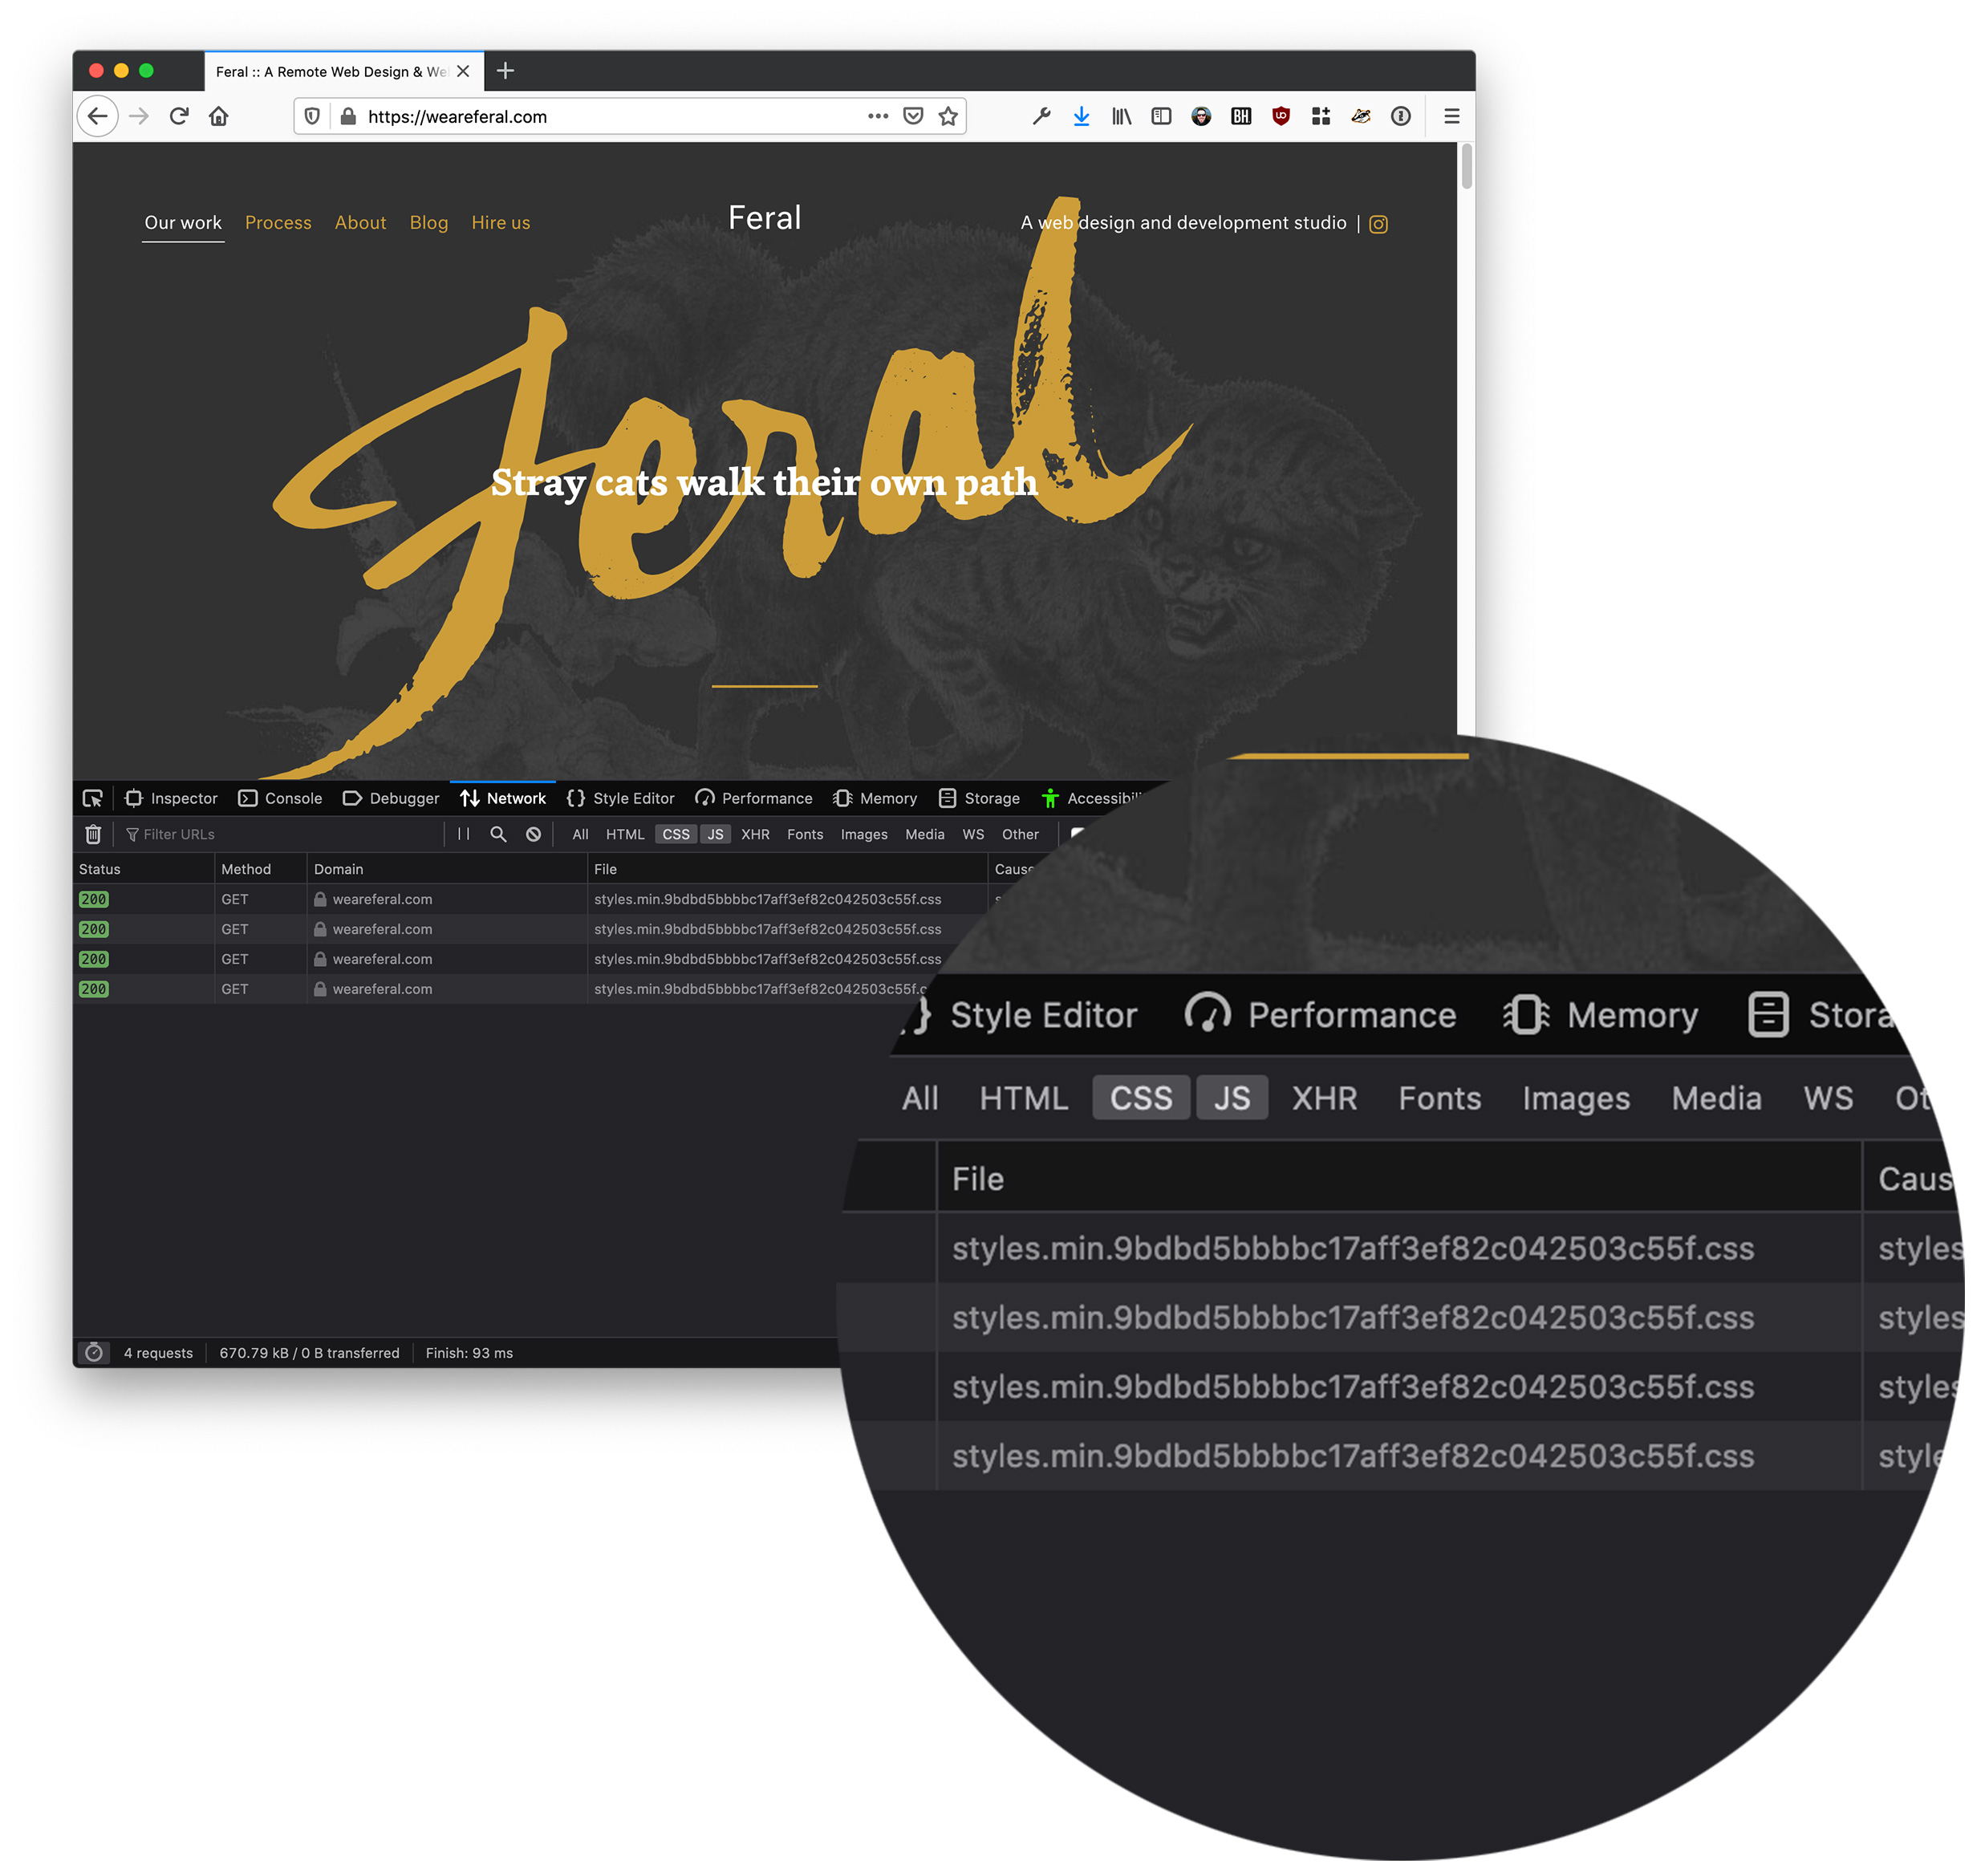 Feral :: A Remote Web Design & We
https://weareferal.com
Our work Process About Blog Hire us
Feral
A web design and development studio |
Feral
Stray cats walk their own path
Inspector Console Debugger Network {} Style Editor Performance Memory Storage Accessibili
Filter URLs
All HTML CSS JS XHR Fonts Images Media WS Other
Status Method Domain File Cause
200 GET weareferal.com styles.min.9bdbd5bbbbc17aff3ef82c042503c55f.css s
200 GET weareferal.com styles.min.9bdbd5bbbbc17aff3ef82c042503c55f.css
200 GET weareferal.com styles.min.9bdbd5bbbbc17aff3ef82c042503c55f.css
200 GET weareferal.com styles.min.9bdbd5bbbbc17aff3ef82c042503c55f.c
4 requests 670.79 kB / 0 B transferred Finish: 93 ms
} Style Editor Performance Memory Stora
All HTML CSS JS XHR Fonts Images Media WS Ot
File Caus
styles.min.9bdbd5bbbbc17aff3ef82c042503c55f.css styles
styles.min.9bdbd5bbbbc17aff3ef82c042503c55f.css styles
styles.min.9bdbd5bbbbc17aff3ef82c042503c55f.css styles
styles.min.9bdbd5bbbbc17aff3ef82c042503c55f.css style